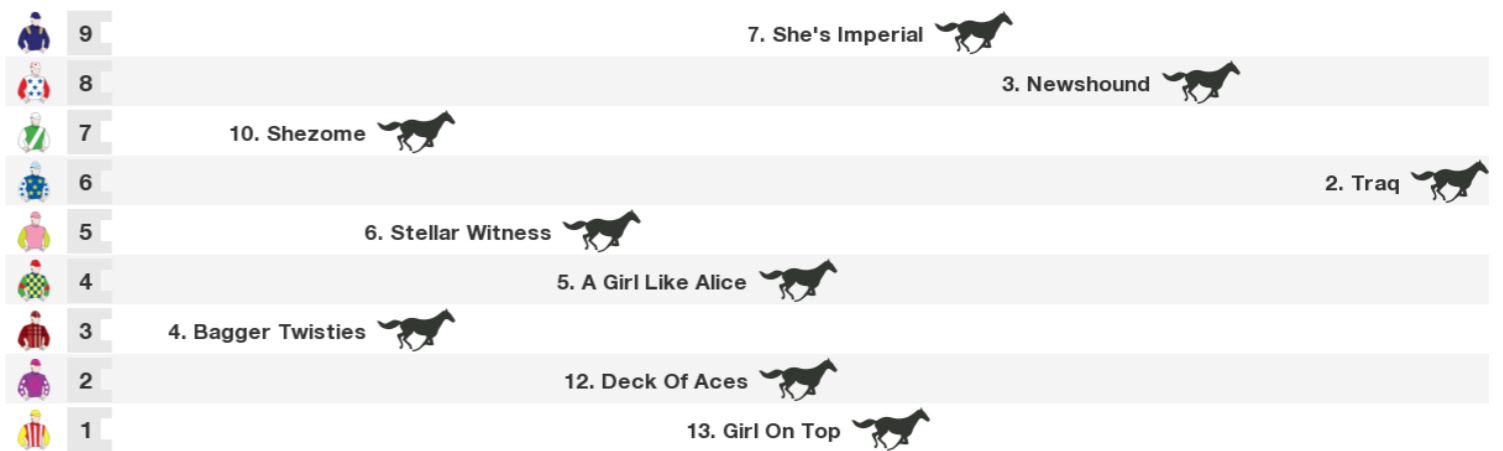 9 7. She's Imperial
8 3. Newshound
7 10. Shezome
6 2. Traq
5 6. Stellar Witness
4 5. A Girl Like Alice
3 4. Bagger Twisties
2 12. Deck Of Aces
1 13. Girl On Top